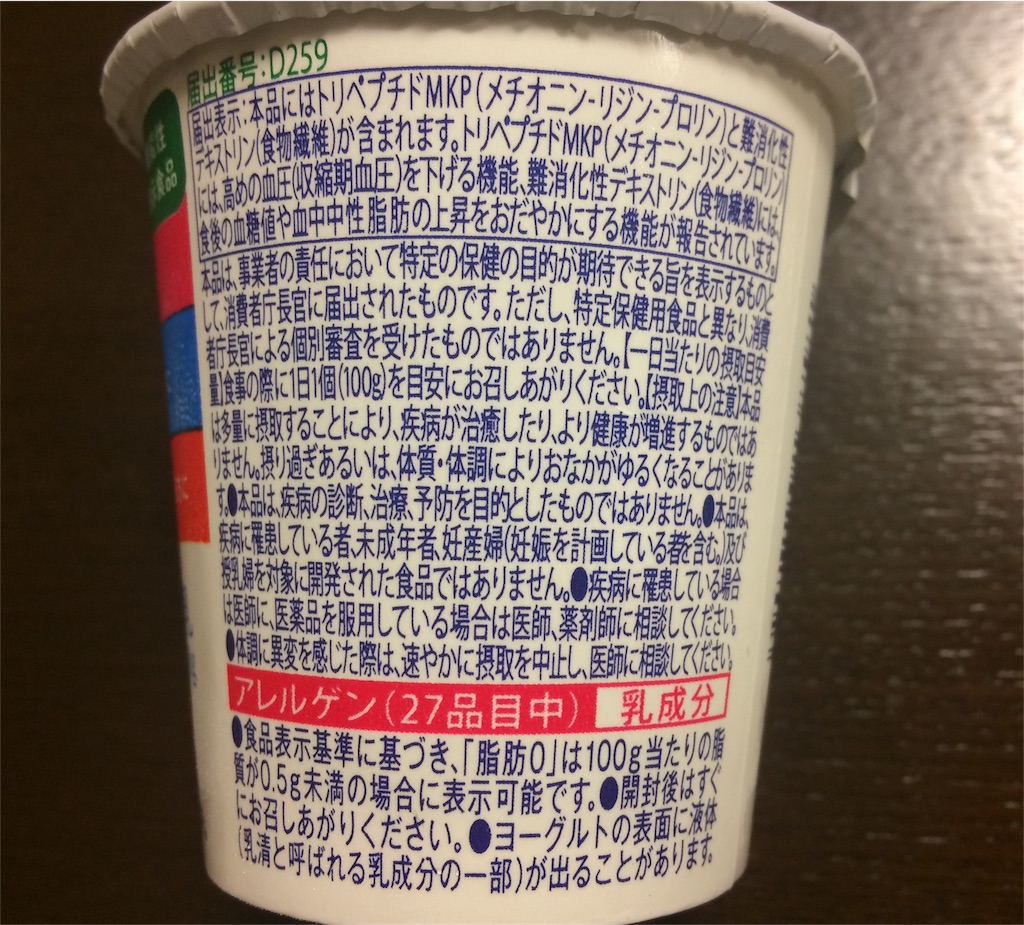 届出番号:D259
届出表示:本品にはトリペプチドMKP(メチオニン-リジン-プロリン)と難消化性
デキストリン(食物繊維)が含まれます。トリペプチドMKP(メチオニン-リジン-プロリン)
には、高めの血圧(収縮期血圧)を下げる機能、難消化性デキストリン(食物繊維)には、
食後の血糖値や血中中性脂肪の上昇をおだやかにする機能が報告されています。
本品は、事業者の責任において特定の保健の目的が期待できる旨を表示するものと
して、消費者庁長官に届出されたものです。ただし、特定保健用食品と異なり、消費
者庁長官による個別審査を受けたものではありません。【一日当たりの摂取目安
量】食事の際に1日1個(100g)を目安にお召しあがりください。【摂取上の注意】本品
は多量に摂取することにより、疾病が治癒したり、より健康が増進するものではあ
りません。摂り過ぎあるいは、体質・体調によりおなかがゆるくなることがありま
す。●本品は、疾病の診断、治療、予防を目的としたものではありません。●本品は、
疾病に罹患している者、未成年者、妊産婦(妊娠を計画している者を含む。)及び
授乳婦を対象に開発された食品ではありません。●疾病に罹患している場合
は医師に、医薬品を服用している場合は医師、薬剤師に相談してください。
●体調に異変を感じた際は、速やかに摂取を中止し、医師に相談してください。
アレルゲン(27品目中) 乳成分
●食品表示基準に基づき、「脂肪0」は100g当たりの脂
質が0.5g未満の場合に表示可能です。●開封後はすぐ
にお召しあがりください。●ヨーグルトの表面に液体
(乳清と呼ばれる乳成分の一部)が出ることがあります。